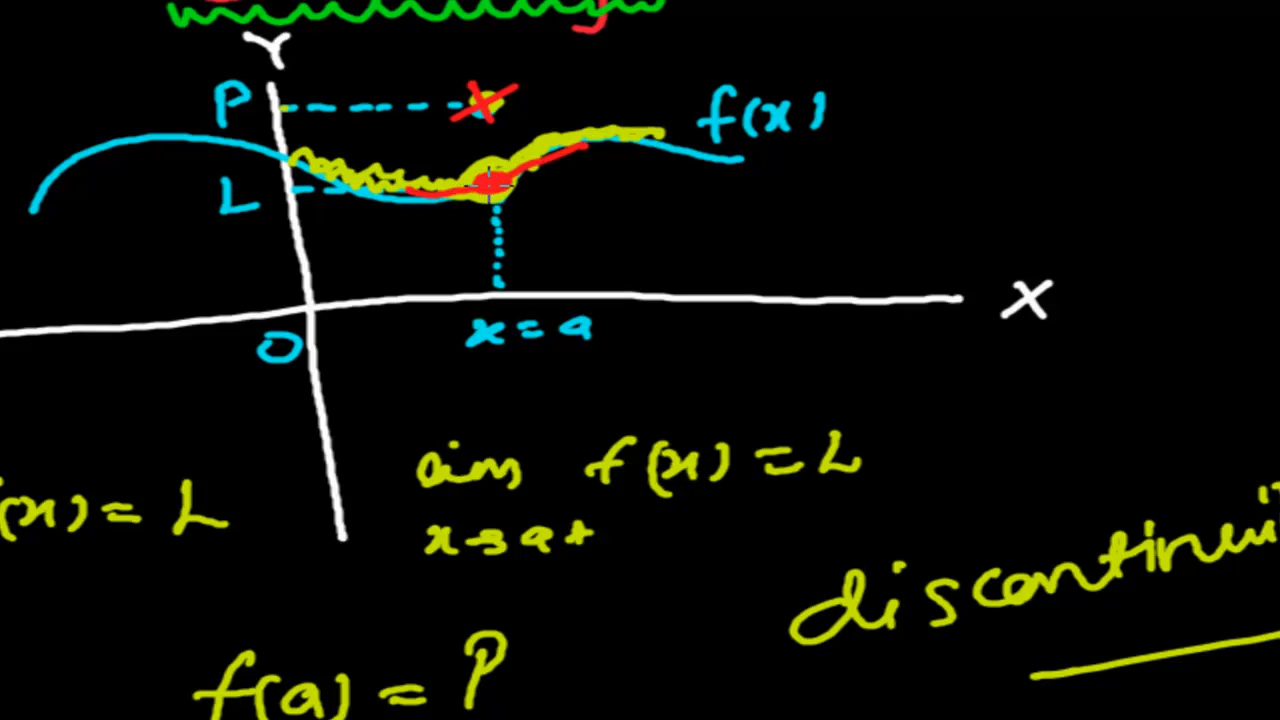 Y
P
f(x)
L
X
O
x = a
lim f(x) = L
(x) = L
x→a+
discontinui
f(a) = P